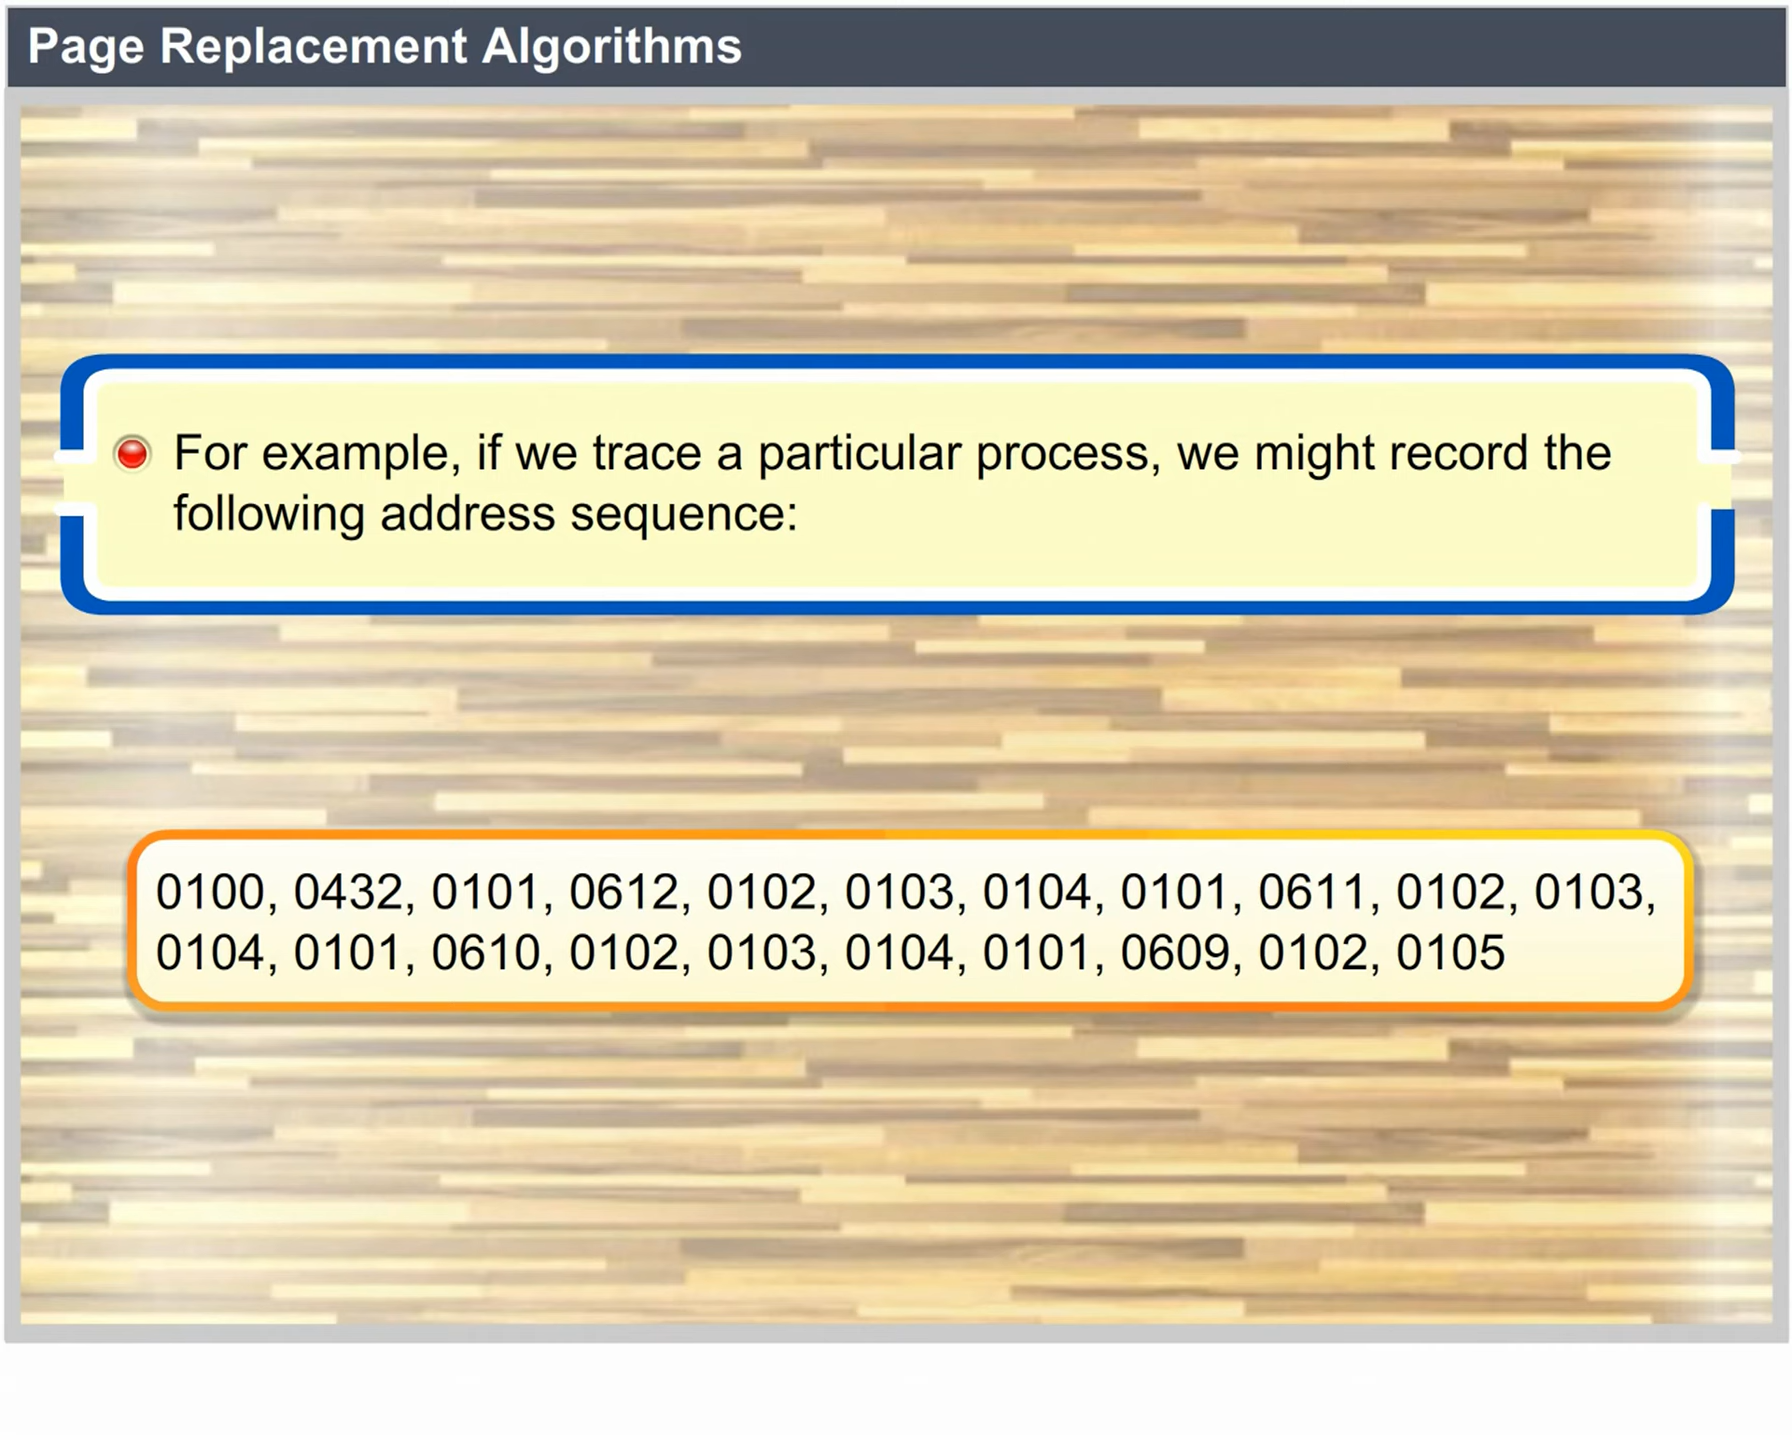 Page Replacement Algorithms
For example, if we trace a particular process, we might record the
following address sequence:
0100, 0432, 0101, 0612, 0102, 0103, 0104, 0101, 0611, 0102, 0103,
0104, 0101, 0610, 0102, 0103, 0104, 0101, 0609, 0102, 0105